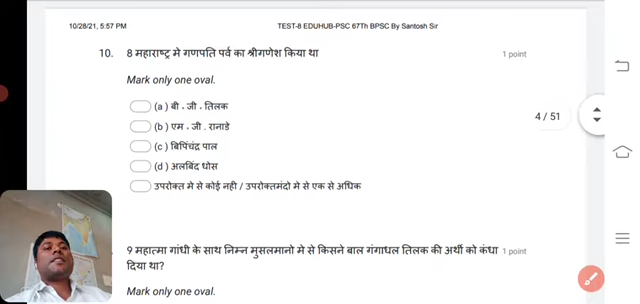 10/28/21, 5:57 PM TEST-8 EDUHUB-PSC 67Th BPSC By Santosh Sir
10. 8 महाराष्ट्र मे गणपति पर्व का श्रीगणेश किया था 1 point
Mark only one oval.
(a) बी . जी . तिलक
(b) एम . जी . रानाडे
4 / 51
(c) बिपिंचंद्र पाल
(d) अलबिंद धोस
उपरोक्त मे से कोई नही / उपरोक्तमंदो मे से एक से अधिक
9 महात्मा गांधी के साथ निम्न मुसलमानो मे से किसने बाल गंगाधल तिलक की अर्थी को कंधा 1 point
दिया था?
Mark only one oval.